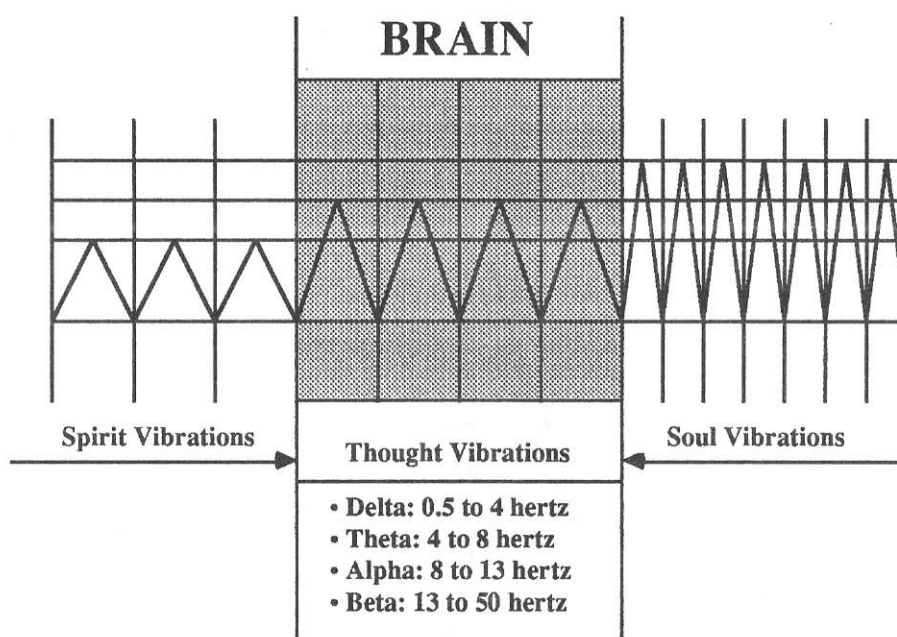 BRAIN
Spirit Vibrations
Thought Vibrations
Soul Vibrations
• Delta: 0.5 to 4 hertz
• Theta: 4 to 8 hertz
• Alpha: 8 to 13 hertz
• Beta: 13 to 50 hertz